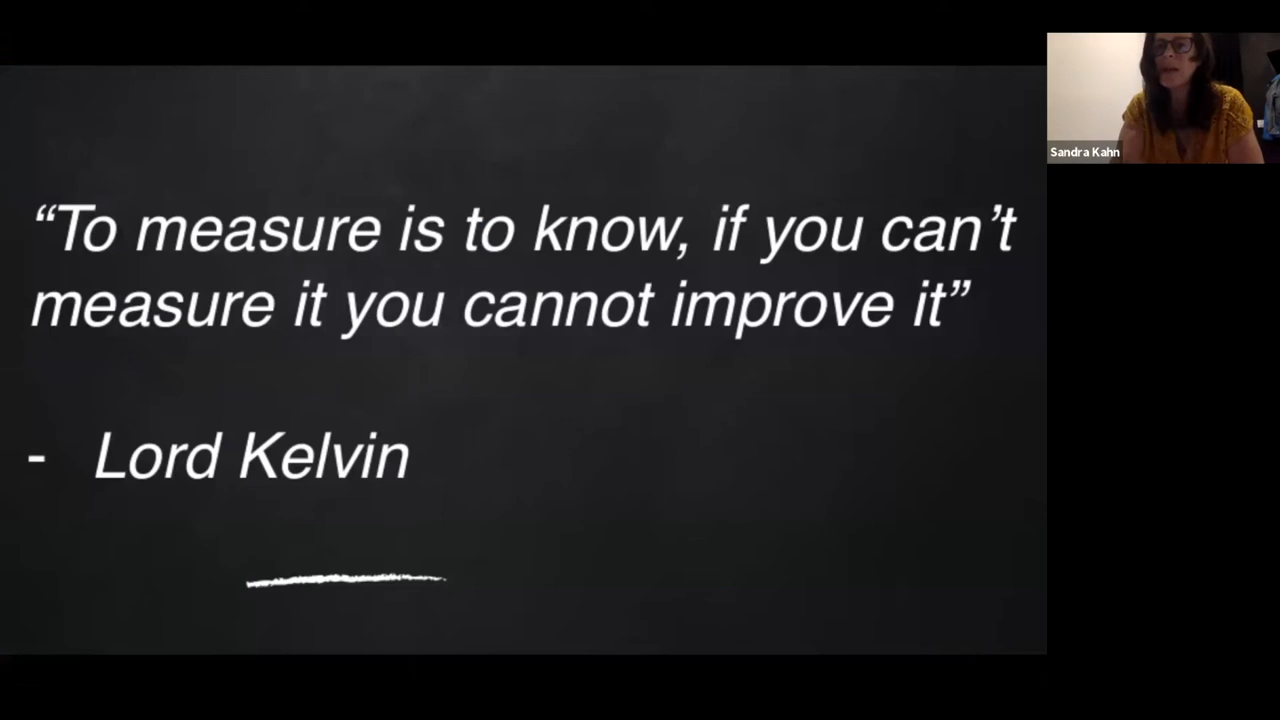 “To measure is to know, if you can’t
measure it you cannot improve it”
- Lord Kelvin
Sandra Kahn